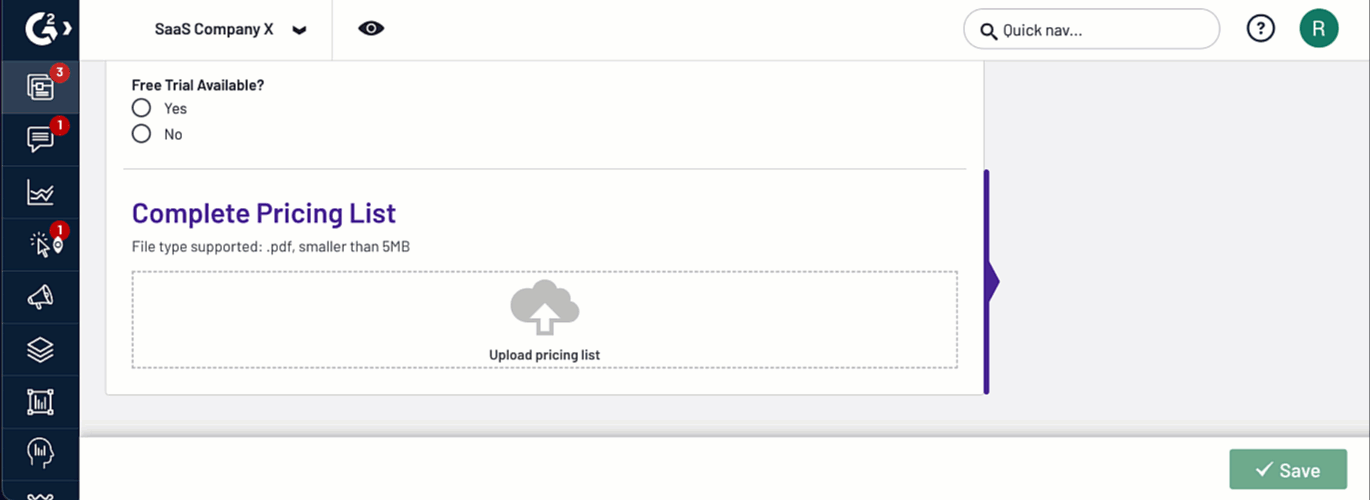 G2
SaaS Company X
Quick nav...
?
R
3
1
1
Free Trial Available?
Yes
No
Complete Pricing List
File type supported: .pdf, smaller than 5MB
Upload pricing list
Save